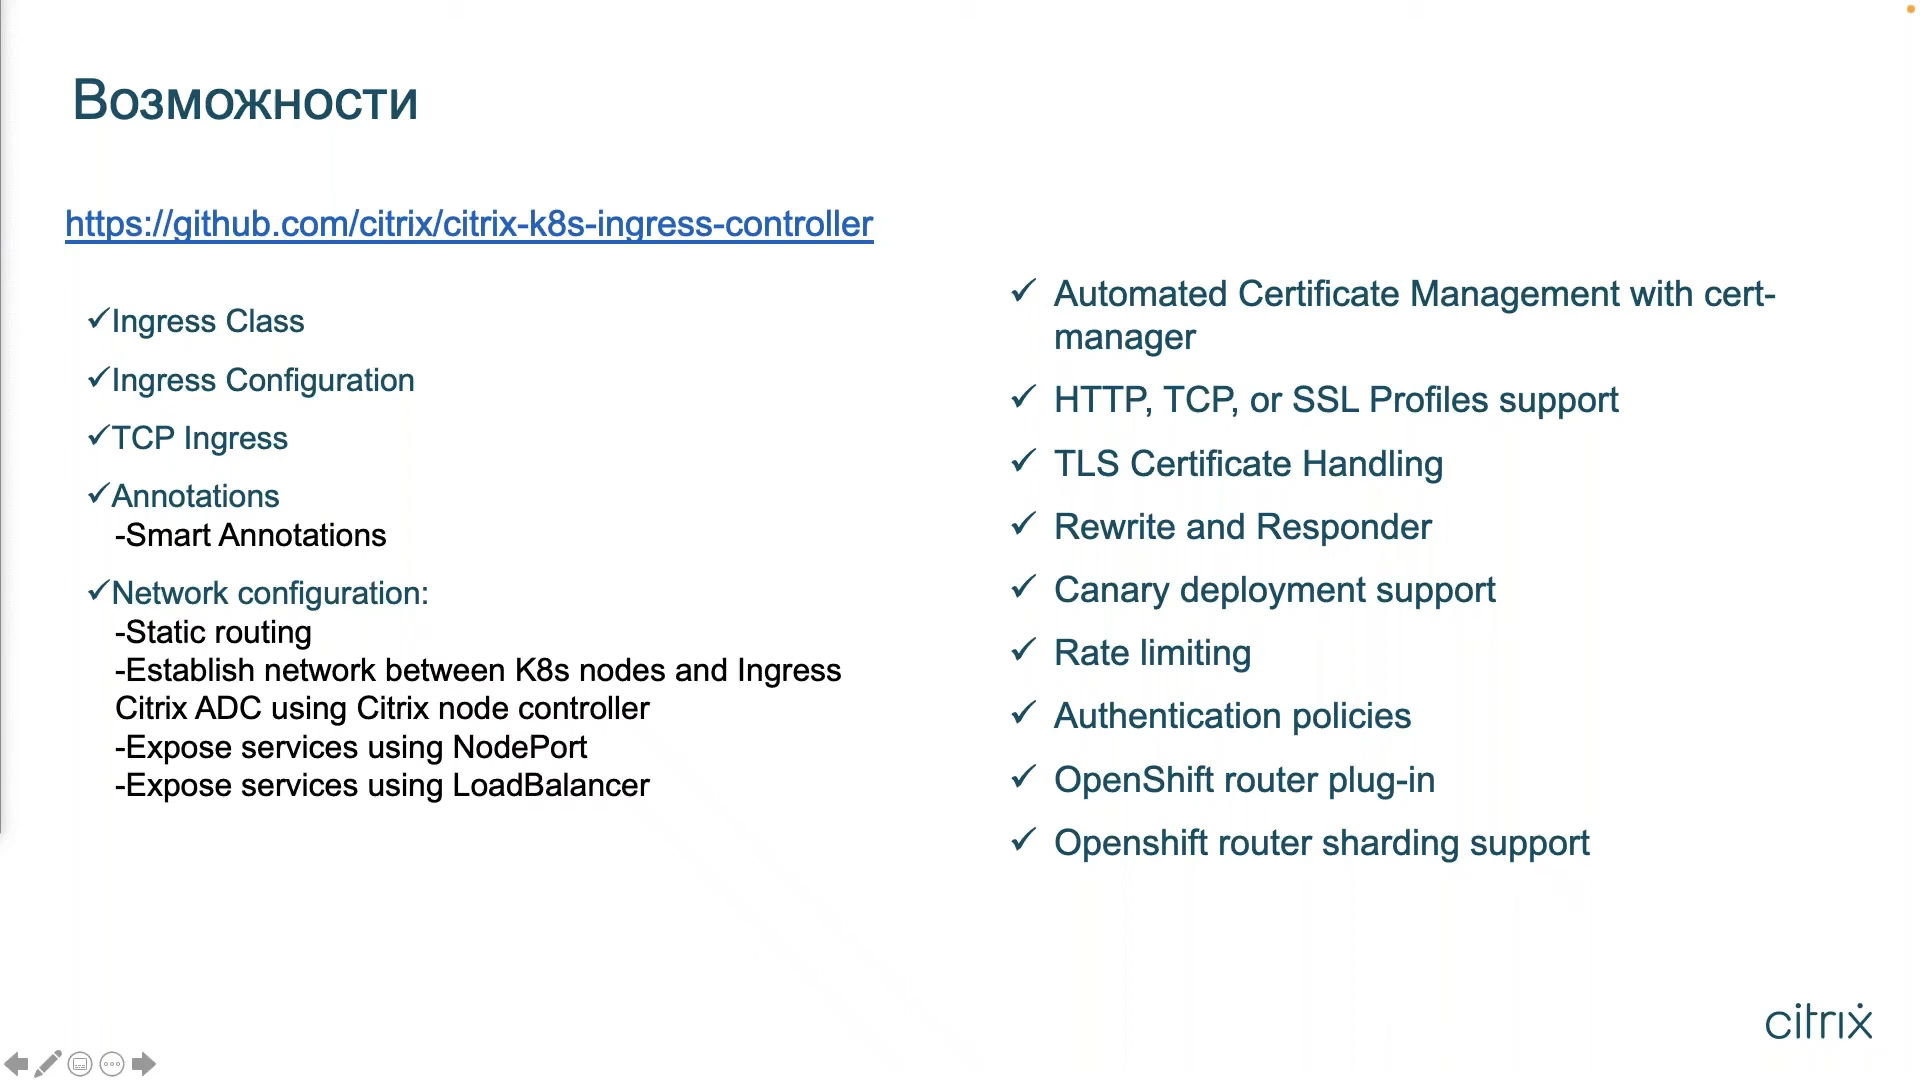 Возможности
https://github.com/citrix/citrix-k8s-ingress-controller
✓Ingress Class
✓Ingress Configuration
✓TCP Ingress
✓Annotations
-Smart Annotations
✓Network configuration:
-Static routing
-Establish network between K8s nodes and Ingress
Citrix ADC using Citrix node controller
-Expose services using NodePort
-Expose services using LoadBalancer
✓ Automated Certificate Management with cert-
manager
✓ HTTP, TCP, or SSL Profiles support
✓ TLS Certificate Handling
✓ Rewrite and Responder
✓ Canary deployment support
✓ Rate limiting
✓ Authentication policies
✓ OpenShift router plug-in
✓ Openshift router sharding support
citrix